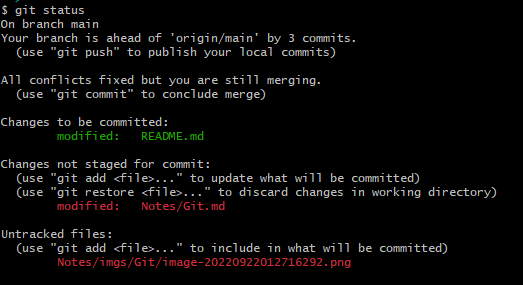 $ git status
On branch main
Your branch is ahead of 'origin/main' by 3 commits.
  (use "git push" to publish your local commits)

All conflicts fixed but you are still merging.
  (use "git commit" to conclude merge)

Changes to be committed:
        modified:   README.md

Changes not staged for commit:
  (use "git add <file>..." to update what will be committed)
  (use "git restore <file>..." to discard changes in working directory)
        modified:   Notes/Git.md

Untracked files:
  (use "git add <file>..." to include in what will be committed)
        Notes/imgs/Git/image-20220922012716292.png